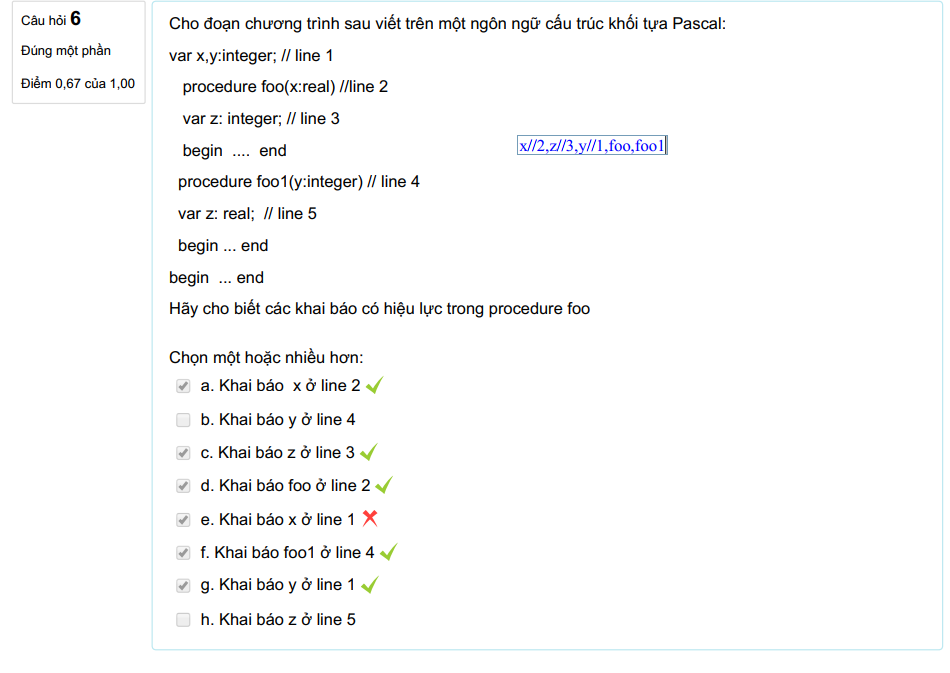 Câu hỏi 6
Đúng một phần
Điểm 0,67 của 1,00
Cho đoạn chương trình sau viết trên một ngôn ngữ cấu trúc khối tựa Pascal:
var x,y:integer; // line 1
procedure foo(x:real) //line 2
var z: integer; // line 3
begin .... end
x//2,z//3,y//1,foo,foo1
procedure foo1(y:integer) // line 4
var z: real; // line 5
begin ... end
begin ... end
Hãy cho biết các khai báo có hiệu lực trong procedure foo
Chọn một hoặc nhiều hơn:
a. Khai báo x ở line 2
b. Khai báo y ở line 4
c. Khai báo z ở line 3
d. Khai báo foo ở line 2
e. Khai báo x ở line 1
f. Khai báo foo1 ở line 4
g. Khai báo y ở line 1
h. Khai báo z ở line 5